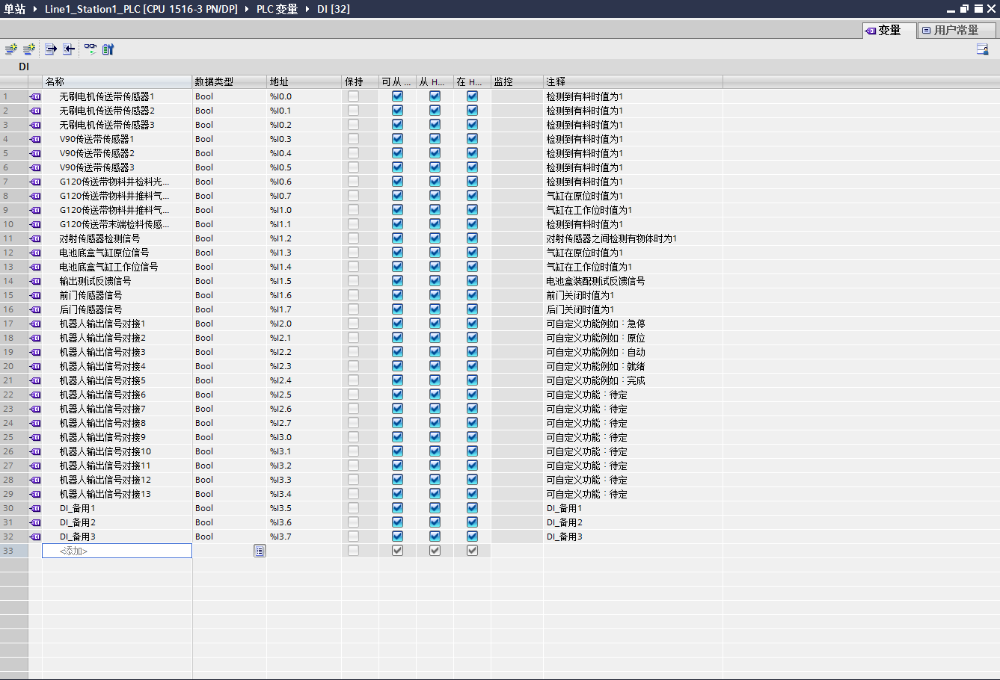 单站 Line1_Station1_PLC [CPU 1516-3 PN/DP] PLC 变量 DI [32]
变量 用户常量
DI
名称 数据类型 地址 保持 可从 ... 从 H... 在 H... 监控 注释
1 无刷电机传送带传感器1 Bool %I0.0 检测到有料时值为1
2 无刷电机传送带传感器2 Bool %I0.1 检测到有料时值为1
3 无刷电机传送带传感器3 Bool %I0.2 检测到有料时值为1
4 V90传送带传感器1 Bool %I0.3 检测到有料时值为1
5 V90传送带传感器2 Bool %I0.4 检测到有料时值为1
6 V90传送带传感器3 Bool %I0.5 检测到有料时值为1
7 G120传送带物料井检料光... Bool %I0.6 检测到有料时值为1
8 G120传送带物料井推料气... Bool %I0.7 气缸在原位时值为1
9 G120传送带物料井推料气... Bool %I1.0 气缸在工作位时值为1
10 G120传送带末端检料传感... Bool %I1.1 检测到有料时值为1
11 对射传感器检测信号 Bool %I1.2 对射传感器之间检测有物体时为1
12 电池底盒气缸原位信号 Bool %I1.3 气缸在原位时值为1
13 电池底盒气缸工作位信号 Bool %I1.4 气缸在工作位时值为1
14 输出测试反馈信号 Bool %I1.5 电池盒装配测试反馈信号
15 前门传感器信号 Bool %I1.6 前门关闭时值为1
16 后门传感器信号 Bool %I1.7 后门关闭时值为1
17 机器人输出信号对接1 Bool %I2.0 可自定义功能例如：急停
18 机器人输出信号对接2 Bool %I2.1 可自定义功能例如：原位
19 机器人输出信号对接3 Bool %I2.2 可自定义功能例如：自动
20 机器人输出信号对接4 Bool %I2.3 可自定义功能例如：就绪
21 机器人输出信号对接5 Bool %I2.4 可自定义功能例如：完成
22 机器人输出信号对接6 Bool %I2.5 可自定义功能：待定
23 机器人输出信号对接7 Bool %I2.6 可自定义功能：待定
24 机器人输出信号对接8 Bool %I2.7 可自定义功能：待定
25 机器人输出信号对接9 Bool %I3.0 可自定义功能：待定
26 机器人输出信号对接10 Bool %I3.1 可自定义功能：待定
27 机器人输出信号对接11 Bool %I3.2 可自定义功能：待定
28 机器人输出信号对接12 Bool %I3.3 可自定义功能：待定
29 机器人输出信号对接13 Bool %I3.4 可自定义功能：待定
30 DI_备用1 Bool %I3.5 DI_备用1
31 DI_备用2 Bool %I3.6 DI_备用2
32 DI_备用3 Bool %I3.7 DI_备用3
33 <添加>